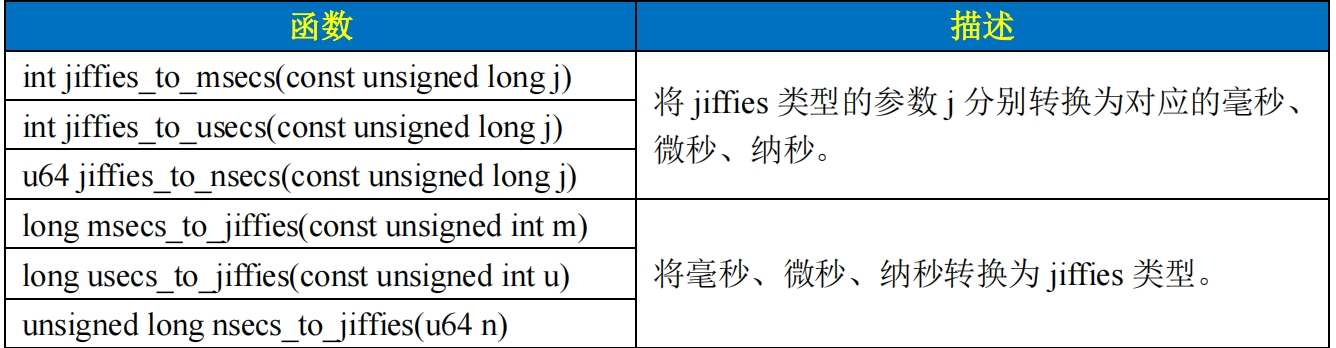 函数
描述
int jiffies_to_msecs(const unsigned long j)
int jiffies_to_usecs(const unsigned long j)
u64 jiffies_to_nsecs(const unsigned long j)
将 jiffies 类型的参数 j 分别转换为对应的毫秒、
微秒、纳秒。
long msecs_to_jiffies(const unsigned int m)
long usecs_to_jiffies(const unsigned int u)
unsigned long nsecs_to_jiffies(u64 n)
将毫秒、微秒、纳秒转换为 jiffies 类型。